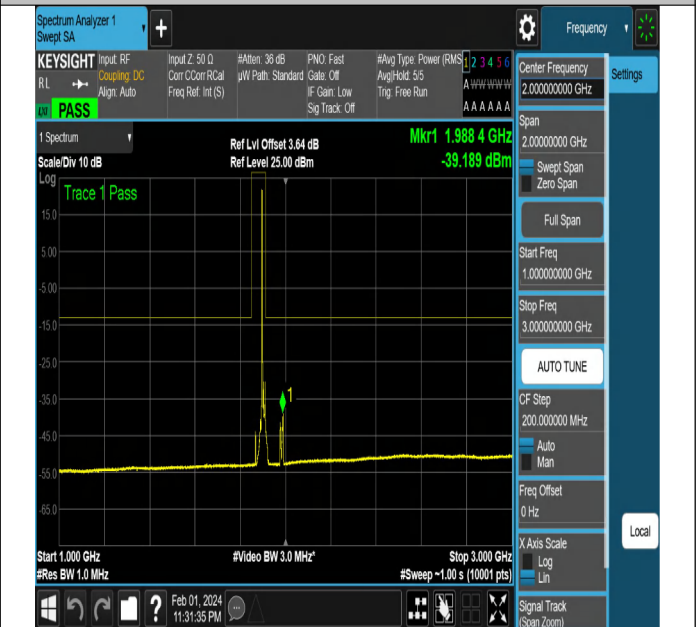 Spectrum Analyzer 1
Swept SA
Frequency
KEYSIGHT
RL
PASS
Input: RF
Coupling: DC
Align: Auto
Input Z: 50 Ω
Corr CCorr RCal
Freq Ref: Int (S)
#Atten: 36 dB
µW Path: Standard
PNO: Fast
Gate: Off
IF Gain: Low
Sig Track: Off
#Avg Type: Power (RMS
Avg|Hold: 5/5
Trig: Free Run
1 2 3 4 5 6
A W W W W W
A A A A A A
1 Spectrum
Scale/Div 10 dB
Ref Lvl Offset 3.64 dB
Ref Level 25.00 dBm
Mkr1 1.988 4 GHz
-39.189 dBm
Log
Trace 1 Pass
15.0
5.00
-5.00
-15.0
-25.0
-35.0
-45.0
-55.0
-65.0
1
Start 1.000 GHz
#Res BW 1.0 MHz
#Video BW 3.0 MHz*
Stop 3.000 GHz
#Sweep ~1.00 s (10001 pts)
Feb 01, 2024
11:31:35 PM
Center Frequency
2.000000000 GHz
Settings
Span
2.00000000 GHz
Swept Span
Zero Span
Full Span
Start Freq
1.000000000 GHz
Stop Freq
3.000000000 GHz
AUTO TUNE
CF Step
200.000000 MHz
Auto
Man
Freq Offset
0 Hz
X Axis Scale
Log
Lin
Signal Track
(Span Zoom)
Local